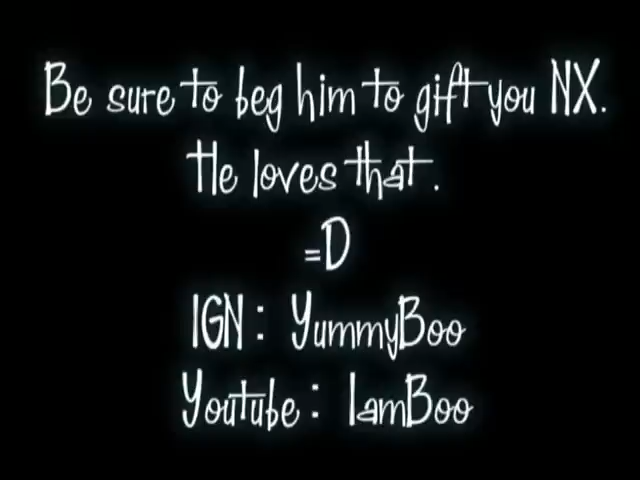 Be sure to beg him to gift you NX.
He loves that.
=D
IGN: YummyBoo
Youtube: IamBoo